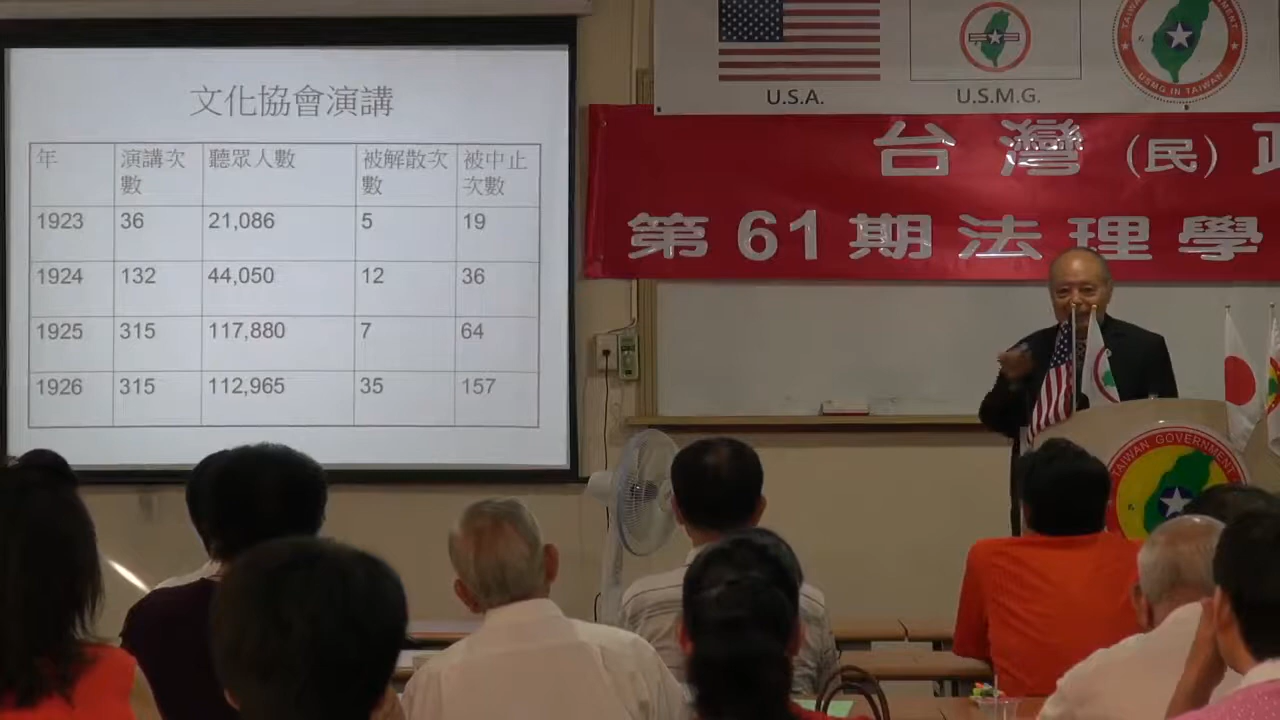 文化協會演講
年 演講次數 聽眾人數 被解散次數 被中止次數
1923 36 21,086 5 19
1924 132 44,050 12 36
1925 315 117,880 7 64
1926 315 112,965 35 157
U.S.A.
U.S.M.G.
USMG IN TAIWAN
台灣(民)
第61期法理學
TAIWAN GOVERNMENT